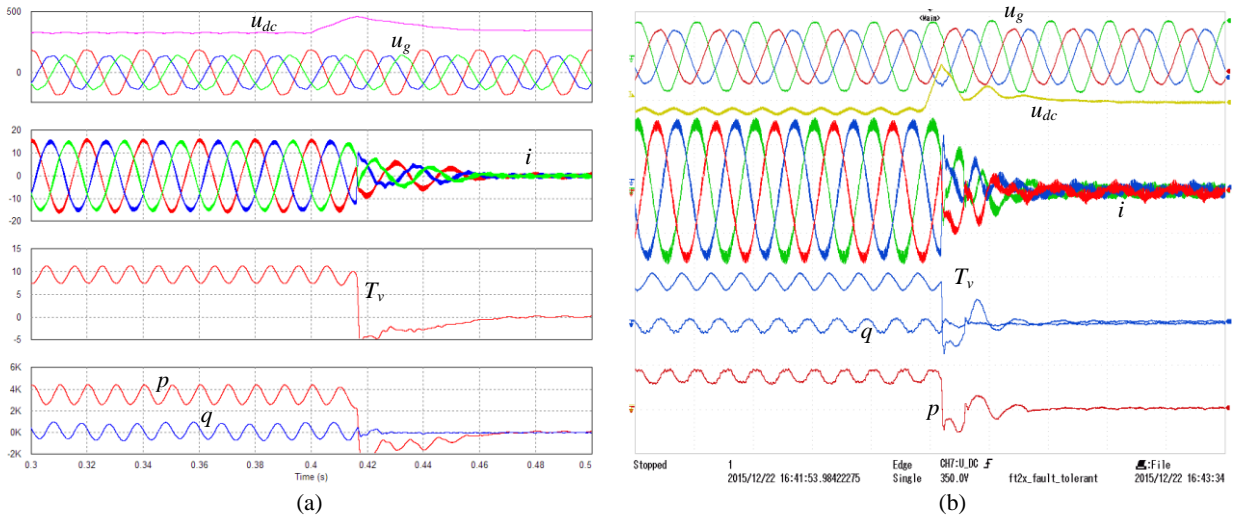 500
u_dc
u_g
0
20
10
i
0
-10
-20
15
10
T_v
5
0
-5
6K
p
4K
q
2K
0K
-2K
0.3 0.32 0.34 0.36 0.38 0.4 0.42 0.44 0.46 0.48 0.5
Time (s)
(a)
<Main>
u_g
u_dc
i
T_v
q
p
Stopped 1 Edge CH7:U_DC :File
2015/12/22 16:41:53.98422275 Single 350.0V ft2x_fault_tolerant 2015/12/22 16:43:34
(b)